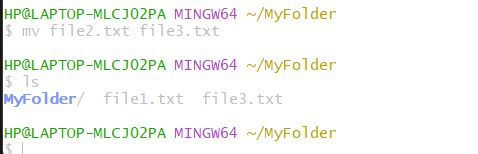 HP@LAPTOP-MLCJO2PA MINGW64 ~/MyFolder
$ mv file2.txt file3.txt
HP@LAPTOP-MLCJO2PA MINGW64 ~/MyFolder
$ ls
MyFolder/  file1.txt  file3.txt
HP@LAPTOP-MLCJO2PA MINGW64 ~/MyFolder
$